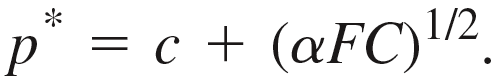 p* = c + (αFC)^{1/2}.